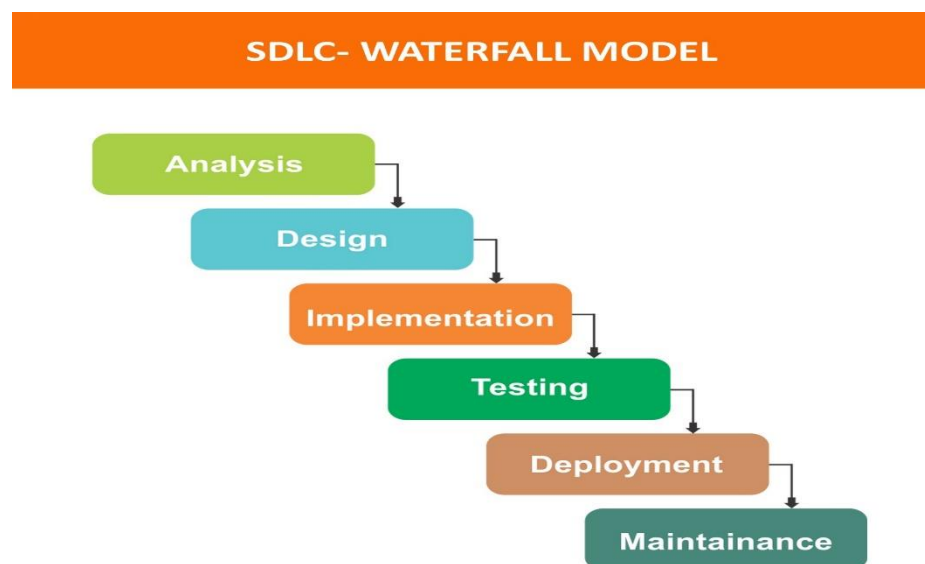 SDLC- WATERFALL MODEL
Analysis
Design
Implementation
Testing
Deployment
Maintainance